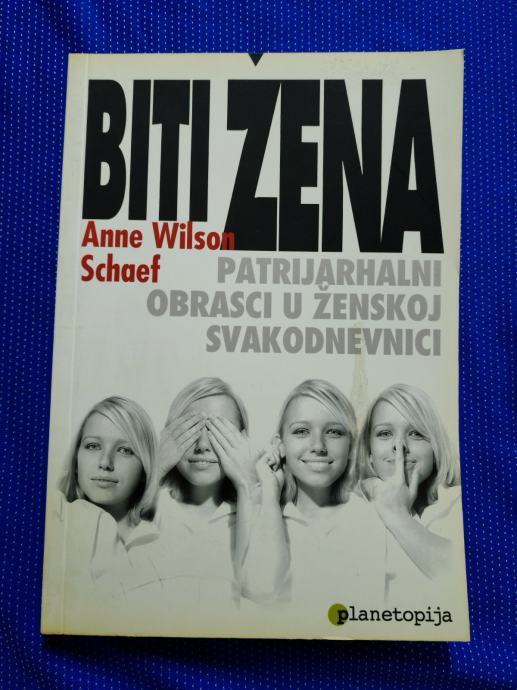 BITI ŽENA
Anne Wilson
Schaef
PATRIJARHALNI
OBRASCI U ŽENSKOJ
SVAKODNEVNICI
planetopija